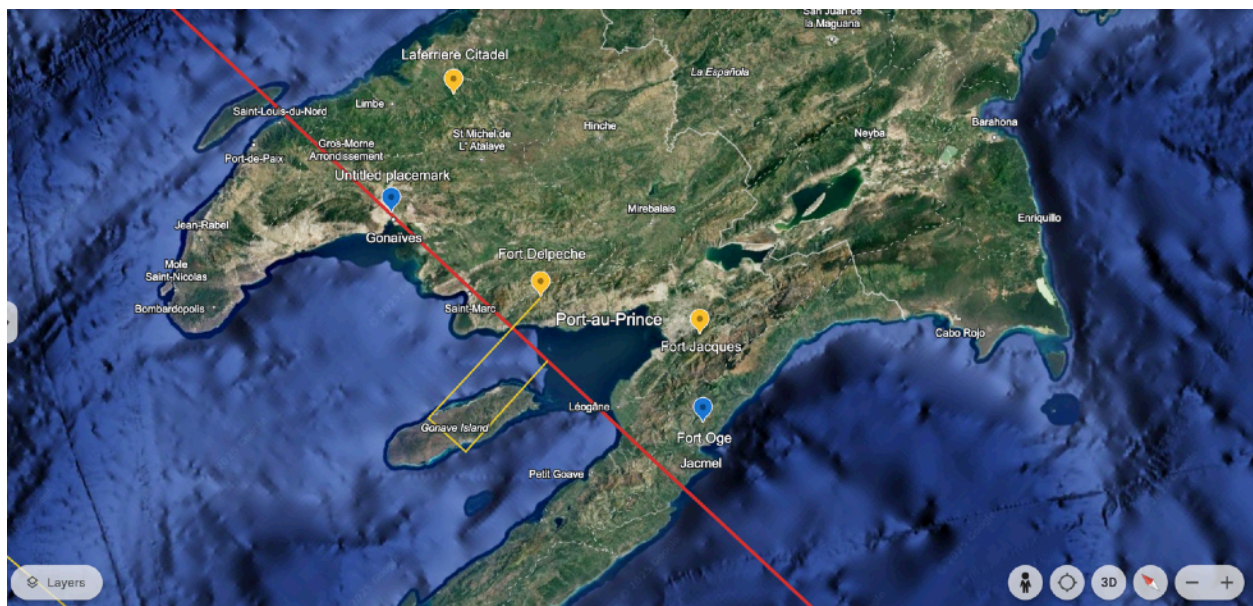 San Juan de
la Maguana
Laferriere Citadel
La Española
Limbe
Saint-Louis-du-Nord
Barahona
Hinche
St Michel de
L' Atalaye
Neyba
Gros-Morne
Arrondissement
Port-de-Paix
Untitled placemark
Mirebalais
Enriquillo
Jean-Rabel
Gonaïves
Fort Delpeche
Mole
Saint-Nicolas
Bombardopolis
Saint-Marc
Port-au-Prince
Cabo Rojo
Fort Jacques
Léogâne
Gonave Island
Fort Oge
Jacmel
Petit Goave
Layers
3D